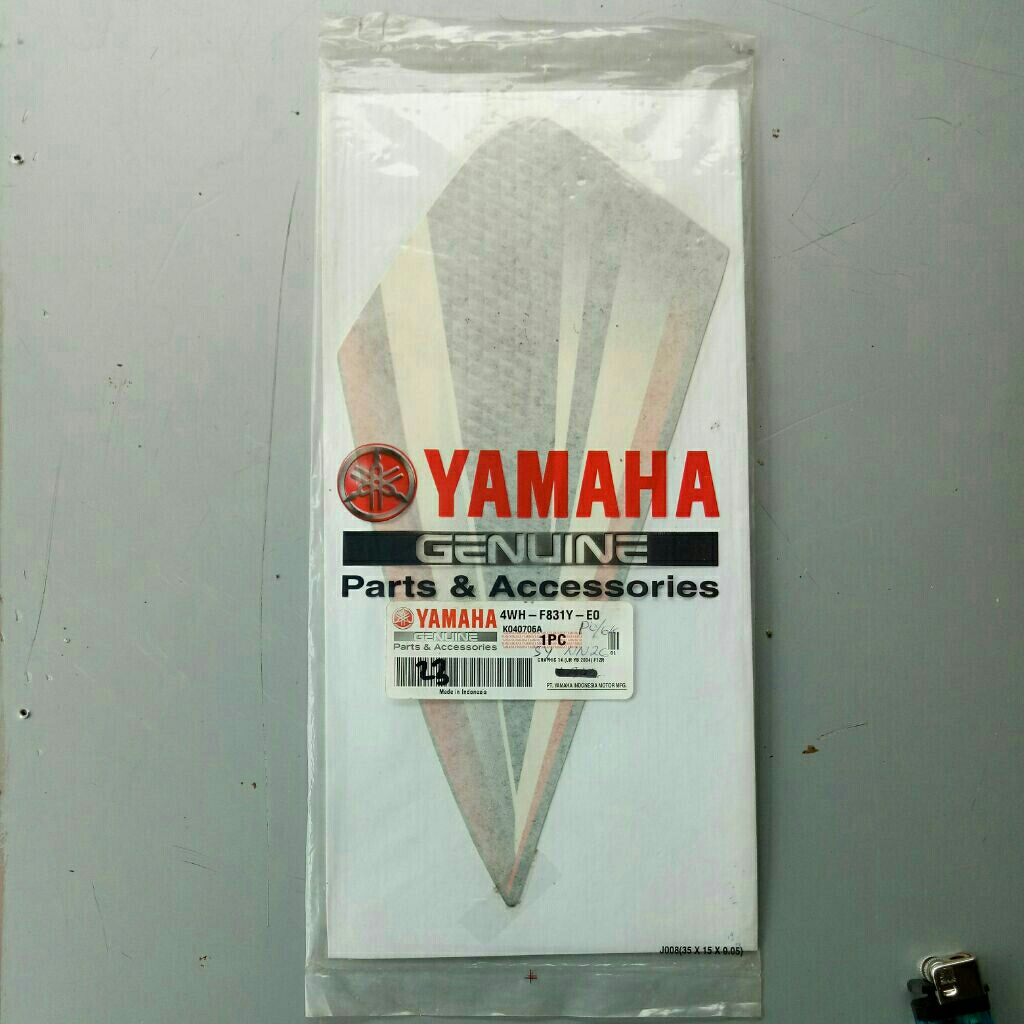 YAMAHA
GENUINE
Parts & Accessories
YAMAHA 4WH-F831Y-E0
GENUINE K040706A
Parts & Accessories 1PC
23
Made in Indonesia
PT. YAMAHA INDONESIA MOTOR MFG.
J008(35 X 15 X 0.05)